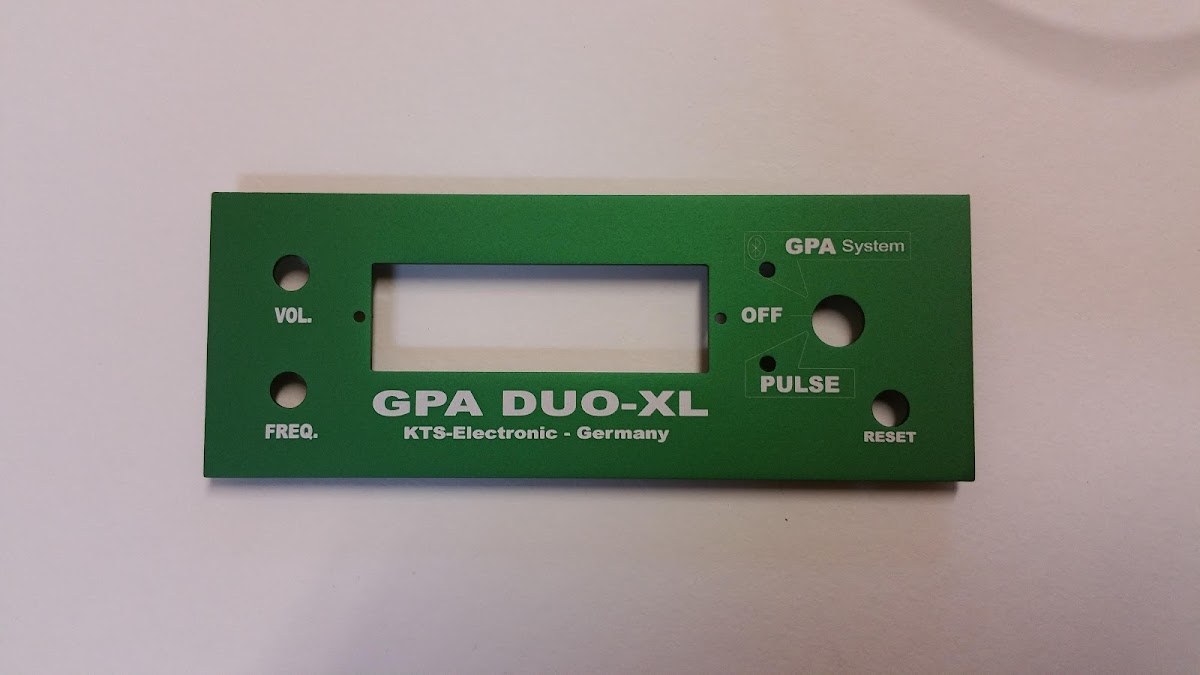 GPA System
VOL.
OFF
PULSE
GPA DUO-XL
FREQ.
KTS-Electronic - Germany
RESET